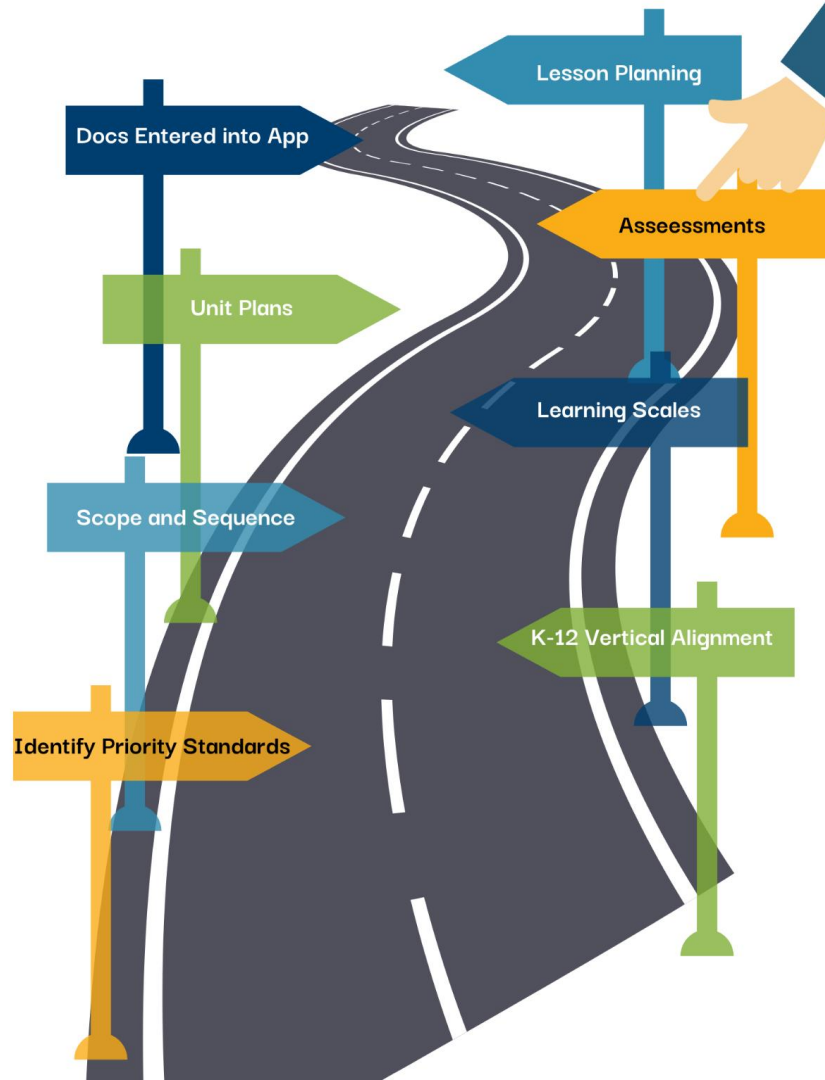 Lesson Planning
Docs Entered into App
Asseessments
Unit Plans
Learning Scales
Scope and Sequence
K-12 Vertical Alignment
Identify Priority Standards